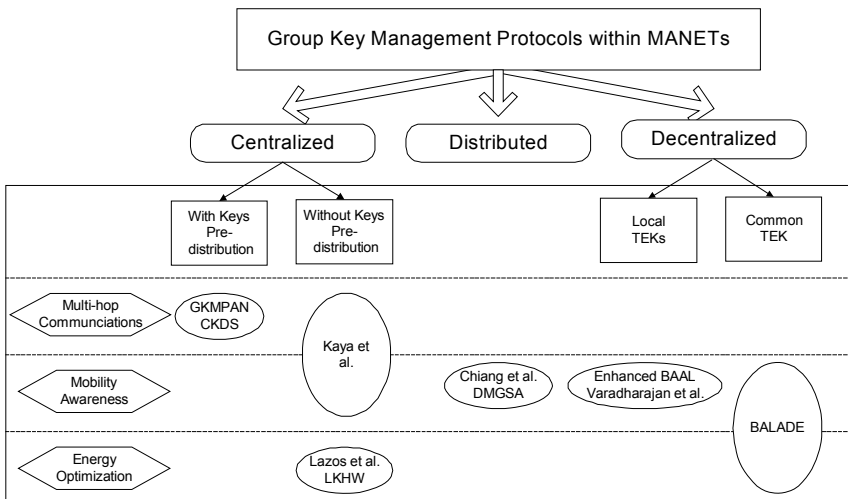 Group Key Management Protocols within MANETs
Centralized
Distributed
Decentralized
With Keys
Pre-
distribution
Without Keys
Pre-
distribution
Local
TEKs
Common
TEK
Multi-hop
Communciations
GKMPAN
CKDS
Kaya et
al.
Mobility
Awareness
Chiang et al.
DMGSA
Enhanced BAAL
Varadharajan et al.
BALADE
Energy
Optimization
Lazos et al.
LKHW